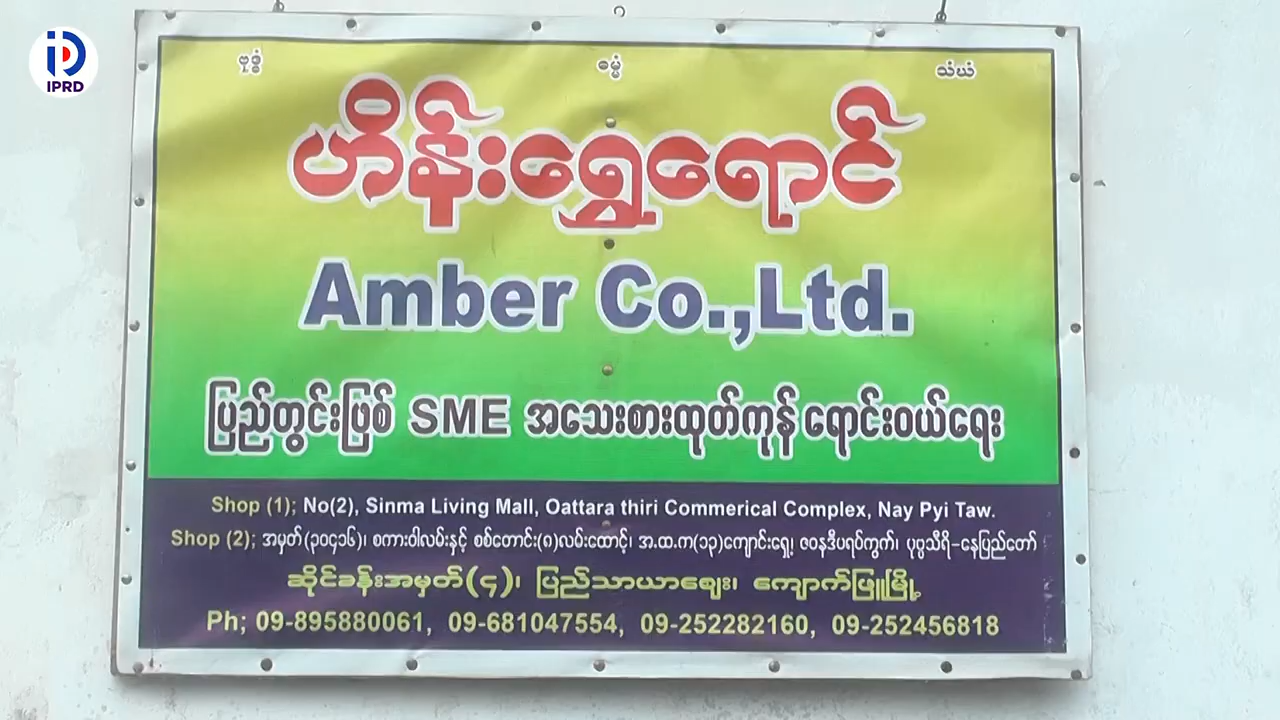 IPRD
ဗုဒ္ဓံ ဓမ္မံ သံဃံ
ဟိန်းရွှေရောင်
Amber Co.,Ltd.
ပြည်တွင်းဖြစ် SME အသေးစားထုတ်ကုန် ရောင်းဝယ်ရေး
Shop (1); No(2), Sinma Living Mall, Oattara thiri Commerical Complex, Nay Pyi Taw.
Shop (2); အမှတ်(၃၀၄၁၆)၊ စကားဝါလမ်းနှင့် စစ်တောင်း(၈)လမ်းထောင့်၊ အ.ထ.က(၁၃)ကျောင်းရှေ့၊ ဇဝနဒီပရပ်ကွက်၊ ပုဗ္ဗသီရိ-နေပြည်တော်
ဆိုင်ခန်းအမှတ်(၄)၊ ပြည်သာယာဈေး၊ ကျောက်ဖြူမြို့
Ph; 09-895880061, 09-681047554, 09-252282160, 09-252456818